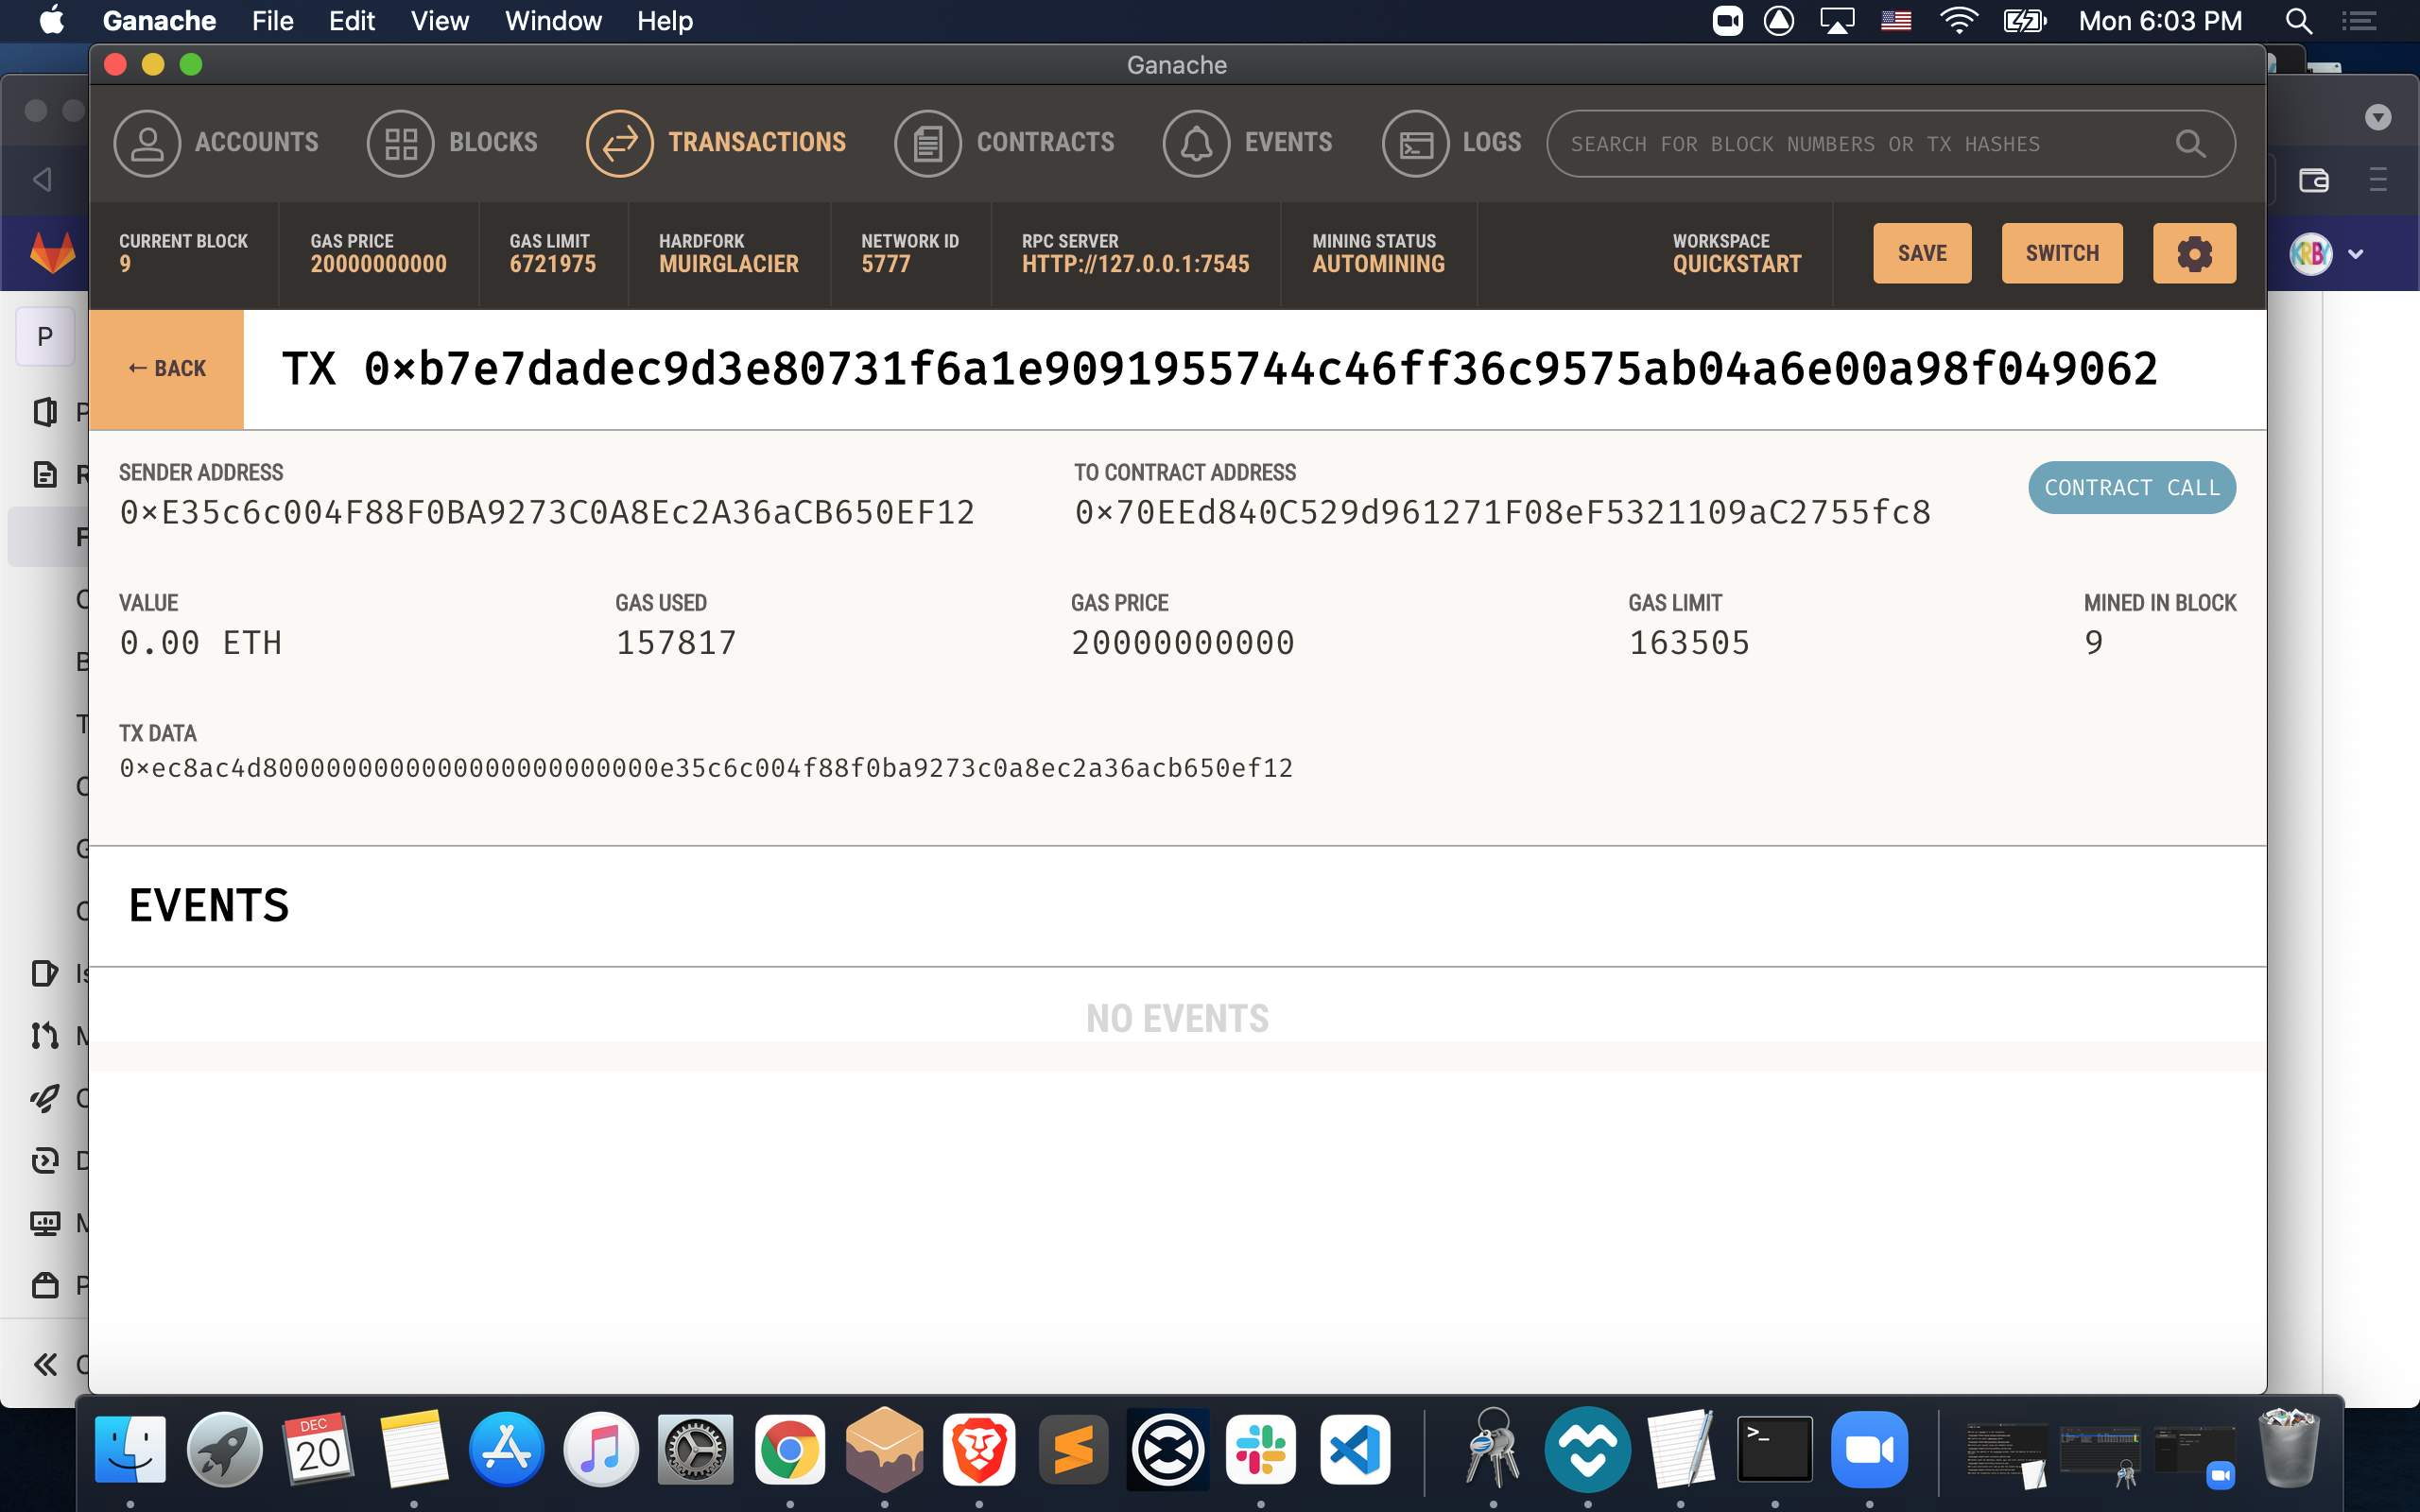 Ganache File Edit View Window Help Mon 6:03 PM
Ganache
ACCOUNTS BLOCKS TRANSACTIONS CONTRACTS EVENTS LOGS SEARCH FOR BLOCK NUMBERS OR TX HASHES
CURRENT BLOCK GAS PRICE GAS LIMIT HARDFORK NETWORK ID RPC SERVER MINING STATUS WORKSPACE
9 20000000000 6721975 MUIRGLACIER 5777 HTTP://127.0.0.1:7545 AUTOMINING QUICKSTART
SAVE SWITCH
KRBY
P
← BACK TX 0×b7e7dadec9d3e80731f6a1e9091955744c46ff36c9575ab04a6e00a98f049062
SENDER ADDRESS TO CONTRACT ADDRESS
0×E35c6c004F88F0BA9273C0A8Ec2A36aCB650EF12 0×70EEd840C529d961271F08eF5321109aC2755fc8 CONTRACT CALL
VALUE GAS USED GAS PRICE GAS LIMIT MINED IN BLOCK
0.00 ETH 157817 20000000000 163505 9
TX DATA
0×ec8ac4d8000000000000000000000000e35c6c004f88f0ba9273c0a8ec2a36acb650ef12
EVENTS
NO EVENTS
DEC
20